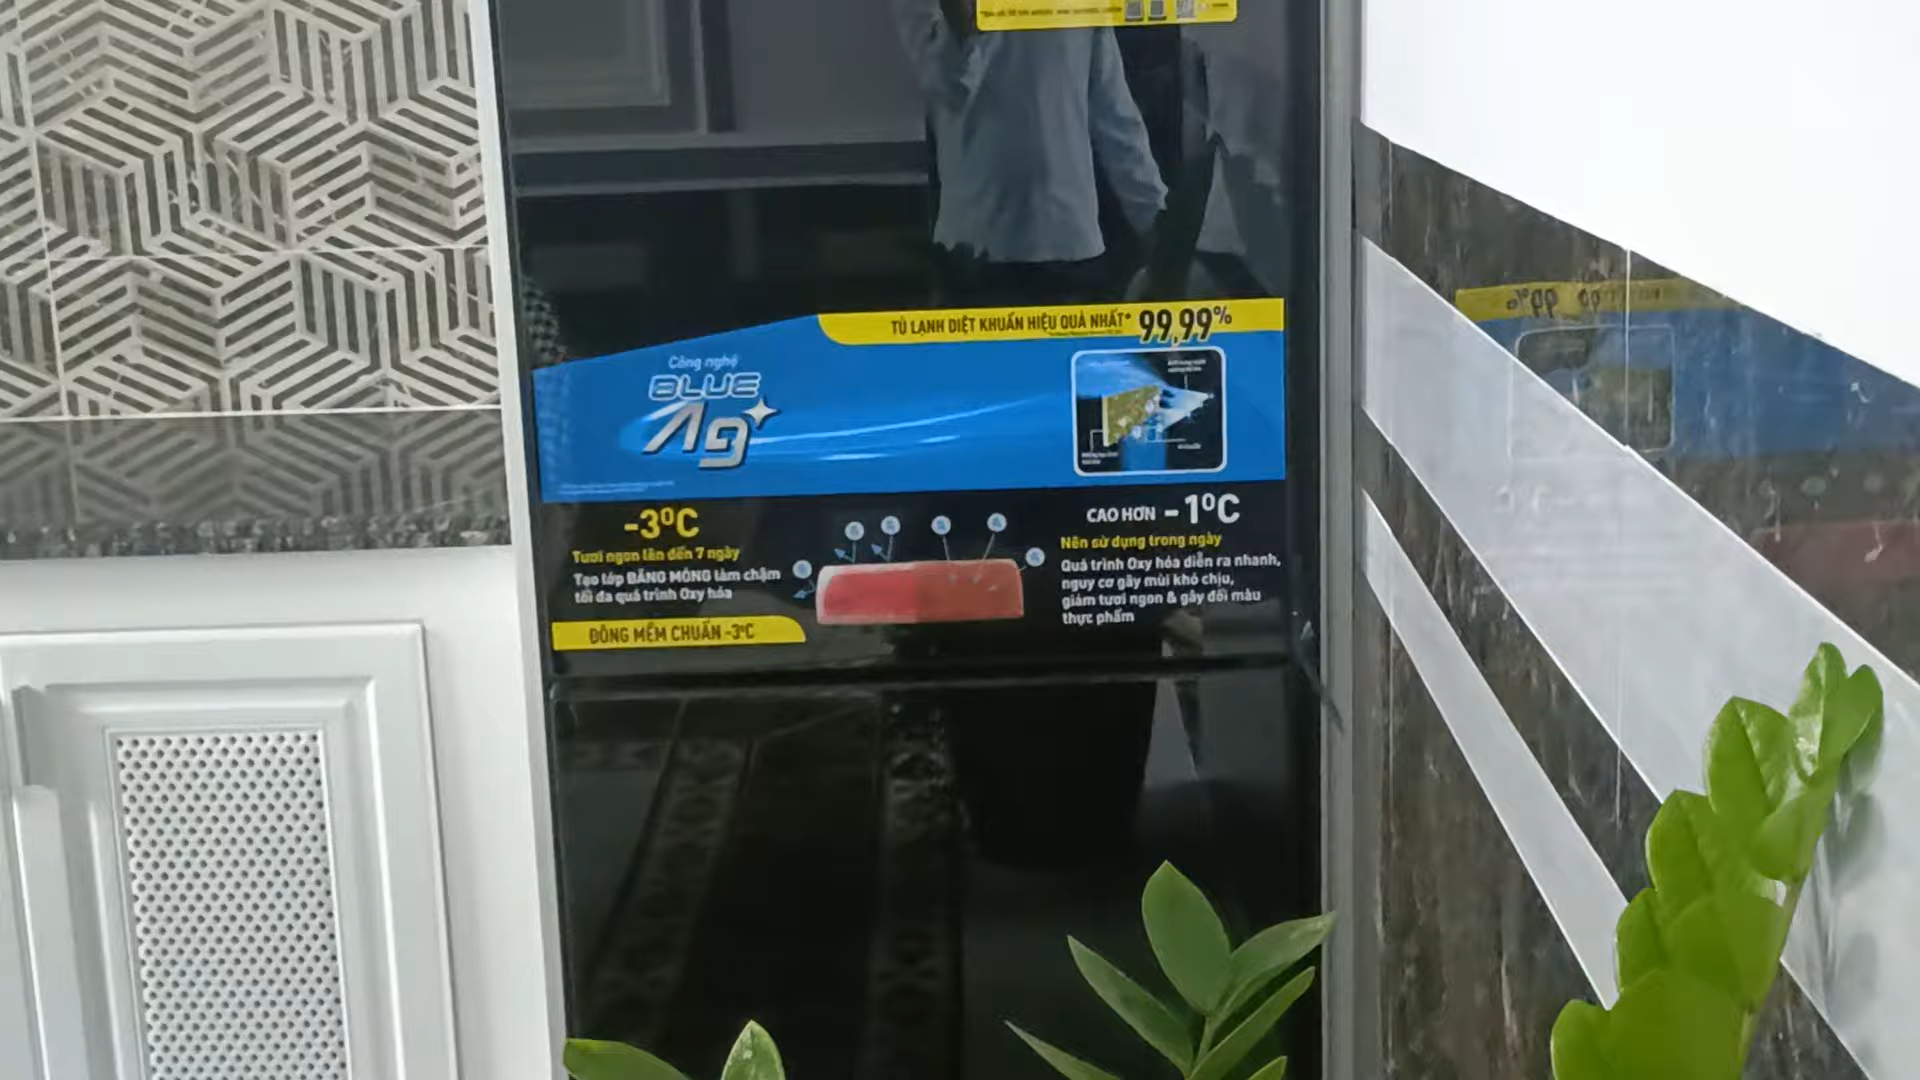 TỦ LẠNH DIỆT KHUẨN HIỆU QUẢ NHẤT* 99,99%
Công nghệ
BLUE
Ag+
-3°C
Tươi ngon lên đến 7 ngày
Tạo lớp BĂNG MỎNG làm chậm
tối đa quá trình Oxy hóa
ĐÔNG MỀM CHUẨN -3°C
CAO HƠN -1°C
Nên sử dụng trong ngày
Quá trình Oxy hóa diễn ra nhanh,
nguy cơ gây mùi khó chịu,
giảm tươi ngon & gây đổi màu
thực phẩm